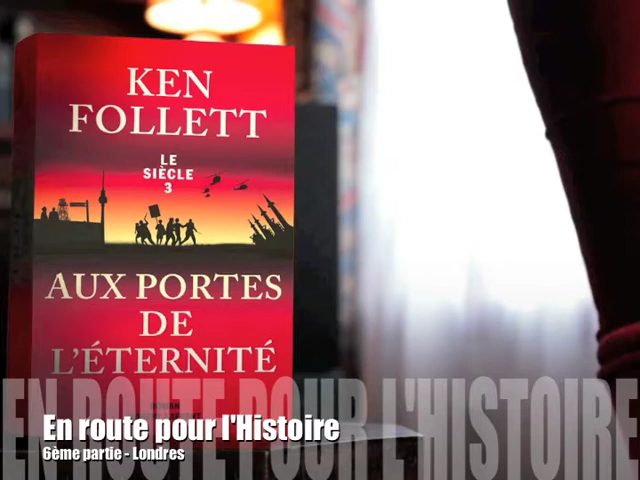 KEN
FOLLETT
LE
SIÈCLE
3
AUX PORTES
DE
L'ÉTERNITÉ
ROMAN
EN ROUTE POUR L'HISTOIRE
En route pour l'Histoire
6ème partie - Londres